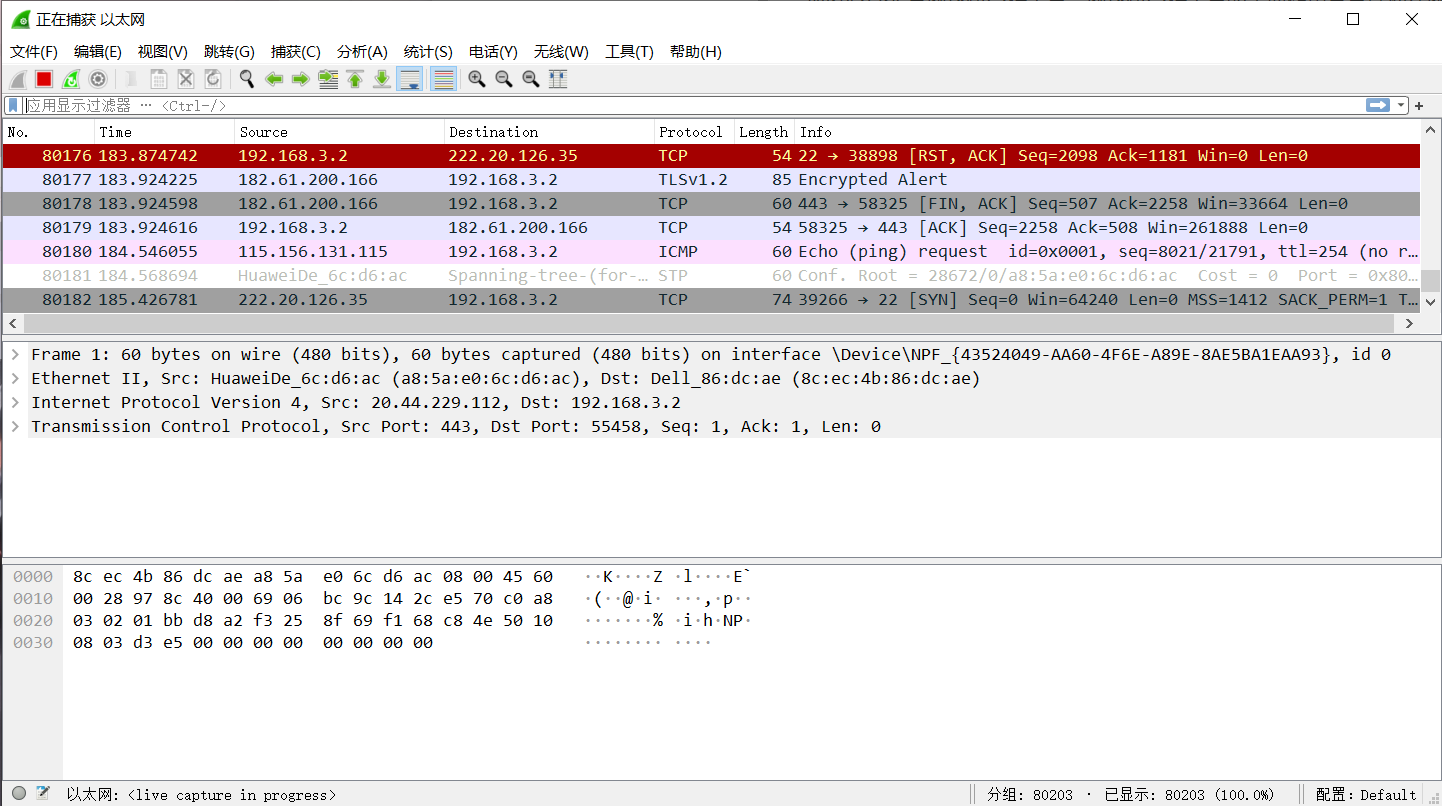 正在捕获 以太网
文件(F) 编辑(E) 视图(V) 跳转(G) 捕获(C) 分析(A) 统计(S) 电话(Y) 无线(W) 工具(T) 帮助(H)
应用显示过滤器 … <Ctrl-/>
No. Time Source Destination Protocol Length Info
80176 183.874742 192.168.3.2 222.20.126.35 TCP 54 22 → 38898 [RST, ACK] Seq=2098 Ack=1181 Win=0 Len=0
80177 183.924225 182.61.200.166 192.168.3.2 TLSv1.2 85 Encrypted Alert
80178 183.924598 182.61.200.166 192.168.3.2 TCP 60 443 → 58325 [FIN, ACK] Seq=507 Ack=2258 Win=33664 Len=0
80179 183.924616 192.168.3.2 182.61.200.166 TCP 54 58325 → 443 [ACK] Seq=2258 Ack=508 Win=261888 Len=0
80180 184.546055 115.156.131.115 192.168.3.2 ICMP 60 Echo (ping) request id=0x0001, seq=8021/21791, ttl=254 (no r…
80181 184.568694 HuaweiDe_6c:d6:ac Spanning-tree-(for-… STP 60 Conf. Root = 28672/0/a8:5a:e0:6c:d6:ac Cost = 0 Port = 0x80…
80182 185.426781 222.20.126.35 192.168.3.2 TCP 74 39266 → 22 [SYN] Seq=0 Win=64240 Len=0 MSS=1412 SACK_PERM=1 T…
Frame 1: 60 bytes on wire (480 bits), 60 bytes captured (480 bits) on interface \Device\NPF_{43524049-AA60-4F6E-A89E-8AE5BA1EAA93}, id 0
Ethernet II, Src: HuaweiDe_6c:d6:ac (a8:5a:e0:6c:d6:ac), Dst: Dell_86:dc:ae (8c:ec:4b:86:dc:ae)
Internet Protocol Version 4, Src: 20.44.229.112, Dst: 192.168.3.2
Transmission Control Protocol, Src Port: 443, Dst Port: 55458, Seq: 1, Ack: 1, Len: 0
0000 8c ec 4b 86 dc ae a8 5a e0 6c d6 ac 08 00 45 60 ··K····Z ·l····E`
0010 00 28 97 8c 40 00 69 06 bc 9c 14 2c e5 70 c0 a8 ·(··@·i· ···,·p··
0020 03 02 01 bb d8 a2 f3 25 8f 69 f1 68 c8 4e 50 10 ·······% ·i·h·NP·
0030 08 03 d3 e5 00 00 00 00 00 00 00 00 ········ ····
以太网: <live capture in progress> 分组: 80203 · 已显示: 80203 (100.0%) 配置: Default